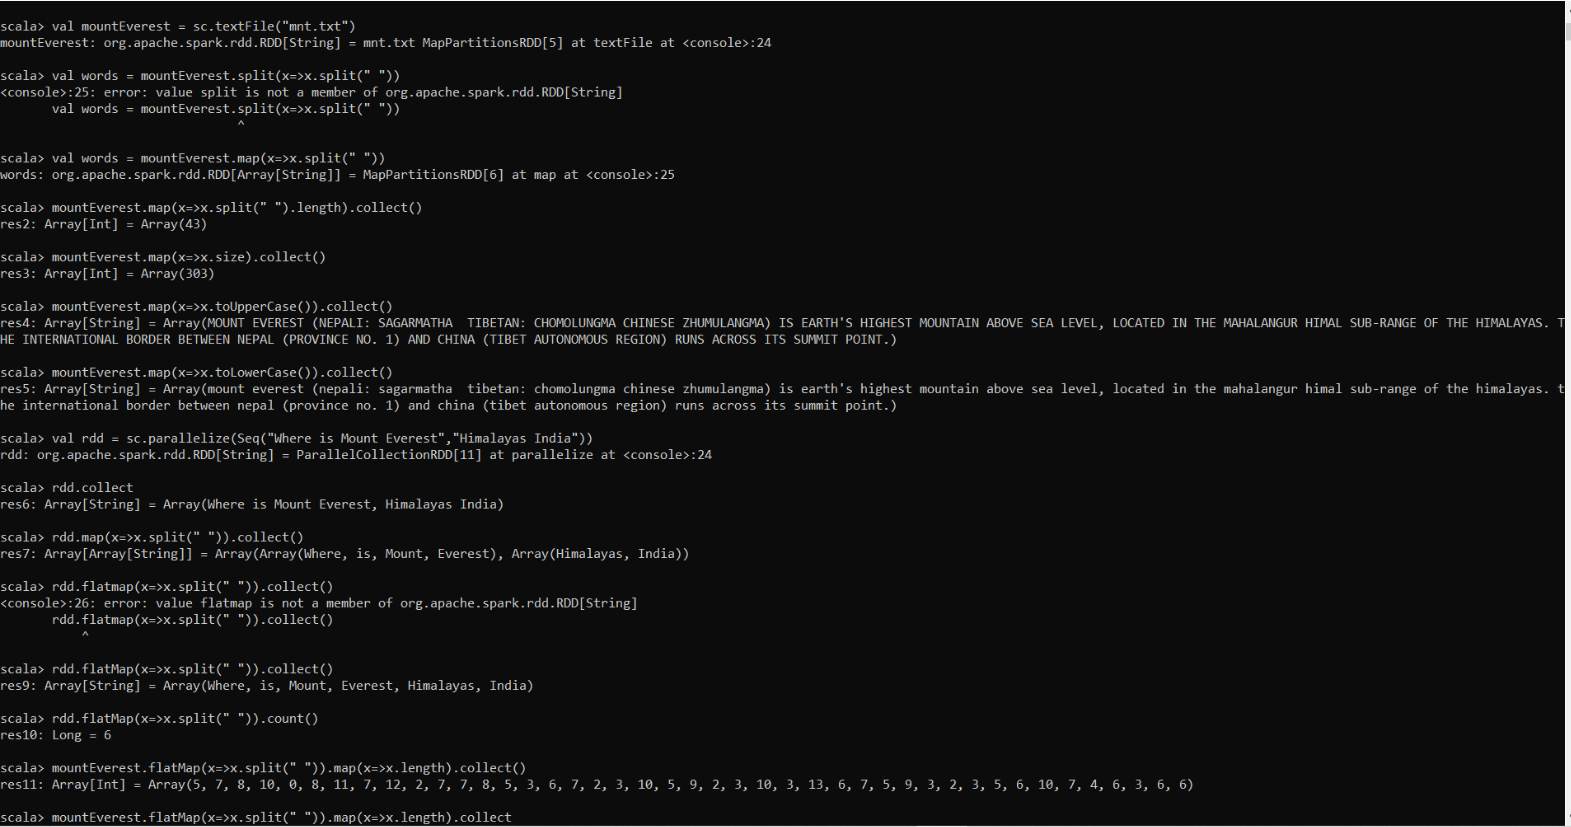 scala> val mountEverest = sc.textFile("mnt.txt")
mountEverest: org.apache.spark.rdd.RDD[String] = mnt.txt MapPartitionsRDD[5] at textFile at <console>:24
scala> val words = mountEverest.split(x=>x.split(" "))
<console>:25: error: value split is not a member of org.apache.spark.rdd.RDD[String]
       val words = mountEverest.split(x=>x.split(" "))
                                ^
scala> val words = mountEverest.map(x=>x.split(" "))
words: org.apache.spark.rdd.RDD[Array[String]] = MapPartitionsRDD[6] at map at <console>:25
scala> mountEverest.map(x=>x.split(" ").length).collect()
res2: Array[Int] = Array(43)
scala> mountEverest.map(x=>x.size).collect()
res3: Array[Int] = Array(303)
scala> mountEverest.map(x=>x.toUpperCase()).collect()
res4: Array[String] = Array(MOUNT EVEREST (NEPALI: SAGARMATHA  TIBETAN: CHOMOLUNGMA CHINESE ZHUMULANGMA) IS EARTH'S HIGHEST MOUNTAIN ABOVE SEA LEVEL, LOCATED IN THE MAHALANGUR HIMAL SUB-RANGE OF THE HIMALAYAS. T
HE INTERNATIONAL BORDER BETWEEN NEPAL (PROVINCE NO. 1) AND CHINA (TIBET AUTONOMOUS REGION) RUNS ACROSS ITS SUMMIT POINT.)
scala> mountEverest.map(x=>x.toLowerCase()).collect()
res5: Array[String] = Array(mount everest (nepali: sagarmatha  tibetan: chomolungma chinese zhumulangma) is earth's highest mountain above sea level, located in the mahalangur himal sub-range of the himalayas. t
he international border between nepal (province no. 1) and china (tibet autonomous region) runs across its summit point.)
scala> val rdd = sc.parallelize(Seq("Where is Mount Everest","Himalayas India"))
rdd: org.apache.spark.rdd.RDD[String] = ParallelCollectionRDD[11] at parallelize at <console>:24
scala> rdd.collect
res6: Array[String] = Array(Where is Mount Everest, Himalayas India)
scala> rdd.map(x=>x.split(" ")).collect()
res7: Array[Array[String]] = Array(Array(Where, is, Mount, Everest), Array(Himalayas, India))
scala> rdd.flatmap(x=>x.split(" ")).collect()
<console>:26: error: value flatmap is not a member of org.apache.spark.rdd.RDD[String]
       rdd.flatmap(x=>x.split(" ")).collect()
           ^
scala> rdd.flatMap(x=>x.split(" ")).collect()
res9: Array[String] = Array(Where, is, Mount, Everest, Himalayas, India)
scala> rdd.flatMap(x=>x.split(" ")).count()
res10: Long = 6
scala> mountEverest.flatMap(x=>x.split(" ")).map(x=>x.length).collect()
res11: Array[Int] = Array(5, 7, 8, 10, 0, 8, 11, 7, 12, 2, 7, 7, 8, 5, 3, 6, 7, 2, 3, 10, 5, 9, 2, 3, 10, 3, 13, 6, 7, 5, 9, 3, 2, 3, 5, 6, 10, 7, 4, 6, 3, 6, 6)
scala> mountEverest.flatMap(x=>x.split(" ")).map(x=>x.length).collect